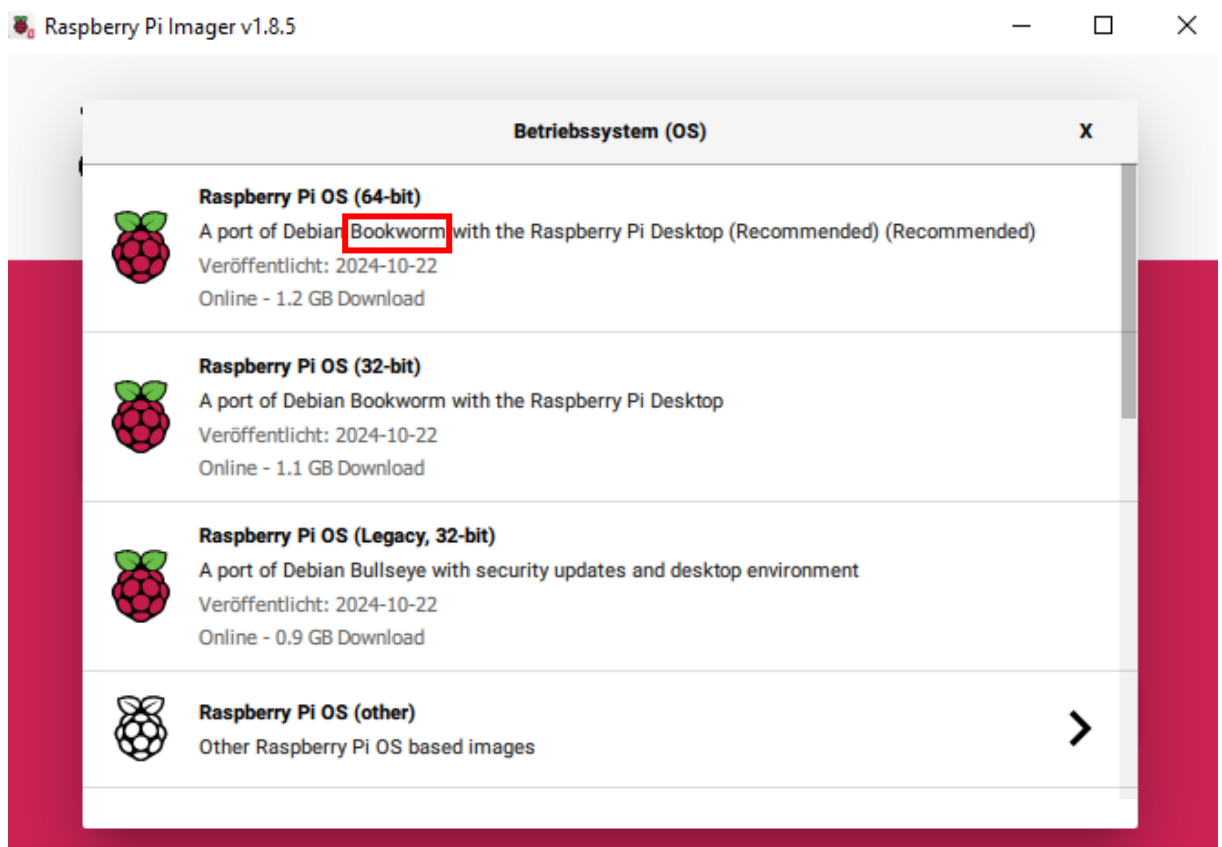 Raspberry Pi Imager v1.8.5
Betriebssystem (OS)
X
Raspberry Pi OS (64-bit)
A port of Debian Bookworm with the Raspberry Pi Desktop (Recommended) (Recommended)
Veröffentlicht: 2024-10-22
Online - 1.2 GB Download
Raspberry Pi OS (32-bit)
A port of Debian Bookworm with the Raspberry Pi Desktop
Veröffentlicht: 2024-10-22
Online - 1.1 GB Download
Raspberry Pi OS (Legacy, 32-bit)
A port of Debian Bullseye with security updates and desktop environment
Veröffentlicht: 2024-10-22
Online - 0.9 GB Download
Raspberry Pi OS (other)
Other Raspberry Pi OS based images